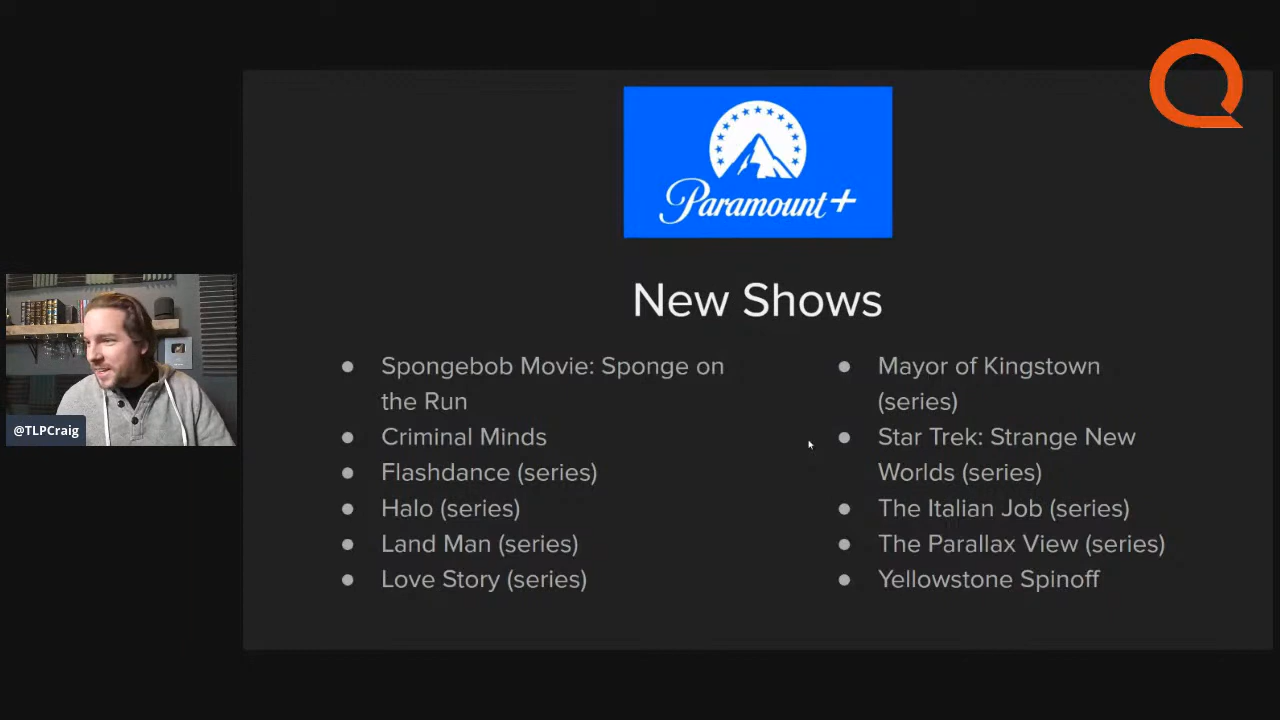 Paramount+
New Shows
Spongebob Movie: Sponge on
the Run
Criminal Minds
Flashdance (series)
Halo (series)
Land Man (series)
Love Story (series)
Mayor of Kingstown
(series)
Star Trek: Strange New
Worlds (series)
The Italian Job (series)
The Parallax View (series)
Yellowstone Spinoff
@TLPCraig